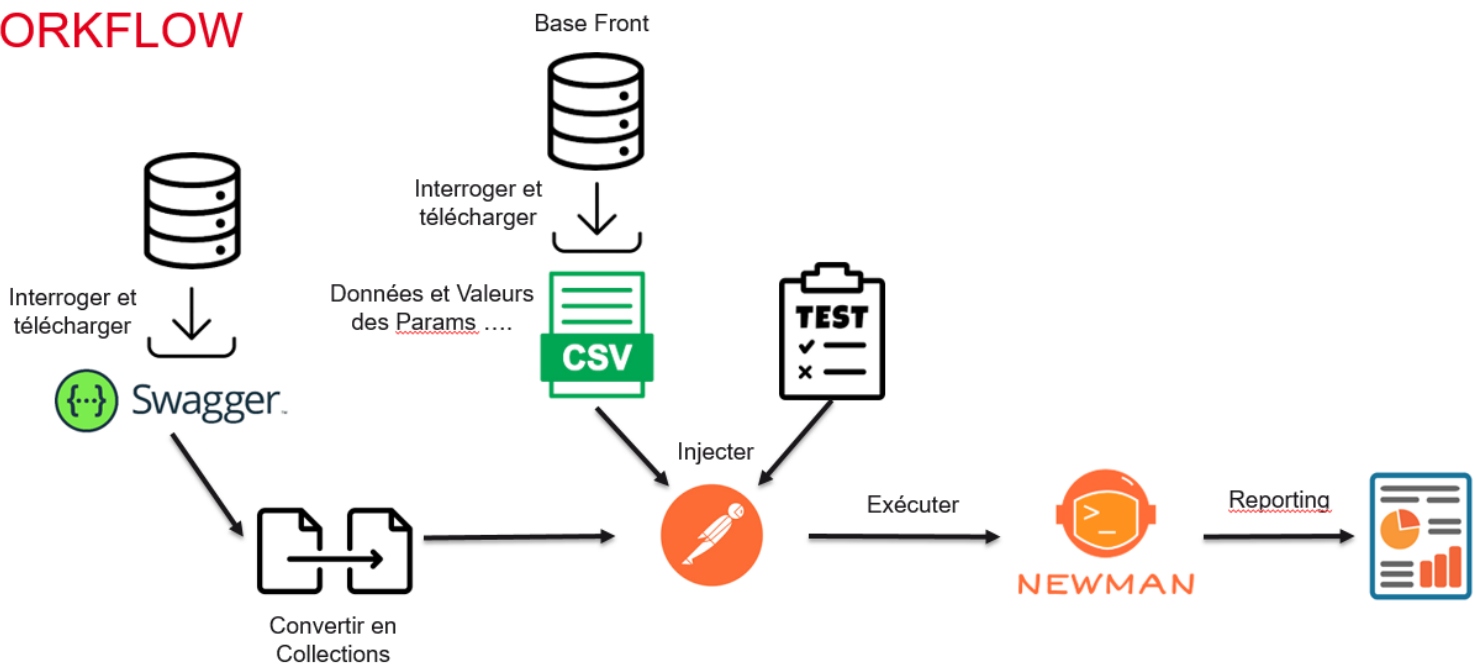 ORKFLOW
Base Front
Interroger et
télécharger
Interroger et
télécharger
Données et Valeurs
des Params ....
CSV
TEST
{···} Swagger
Injecter
Exécuter
Reporting
>_
NEWMAN
Convertir en
Collections